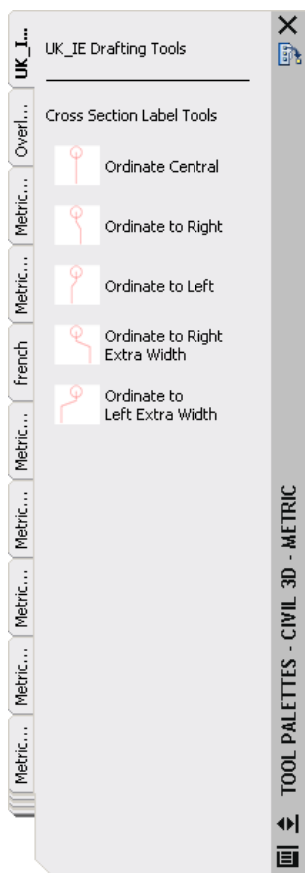 UK_I...
Overl...
Metric...
Metric...
french
Metric...
Metric...
Metric...
Metric...
Metric...
UK_IE Drafting Tools
Cross Section Label Tools
Ordinate Central
Ordinate to Right
Ordinate to Left
Ordinate to Right
Extra Width
Ordinate to
Left Extra Width
TOOL PALETTES - CIVIL 3D - METRIC